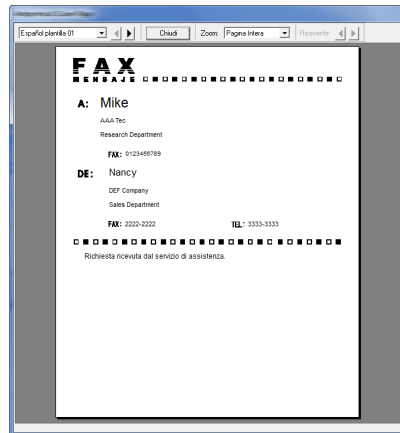 Español plantilla 01
Chiudi
Zoom: Pagina Intera
Ricevente:
FAX
MENSAJE
A: Mike
AAA Tec
Research Department
FAX: 0123456789
DE: Nancy
DEF Company
Sales Department
FAX: 2222-2222 TEL: 3333-3333
Richiesta ricevuta dal servizio di assistenza.